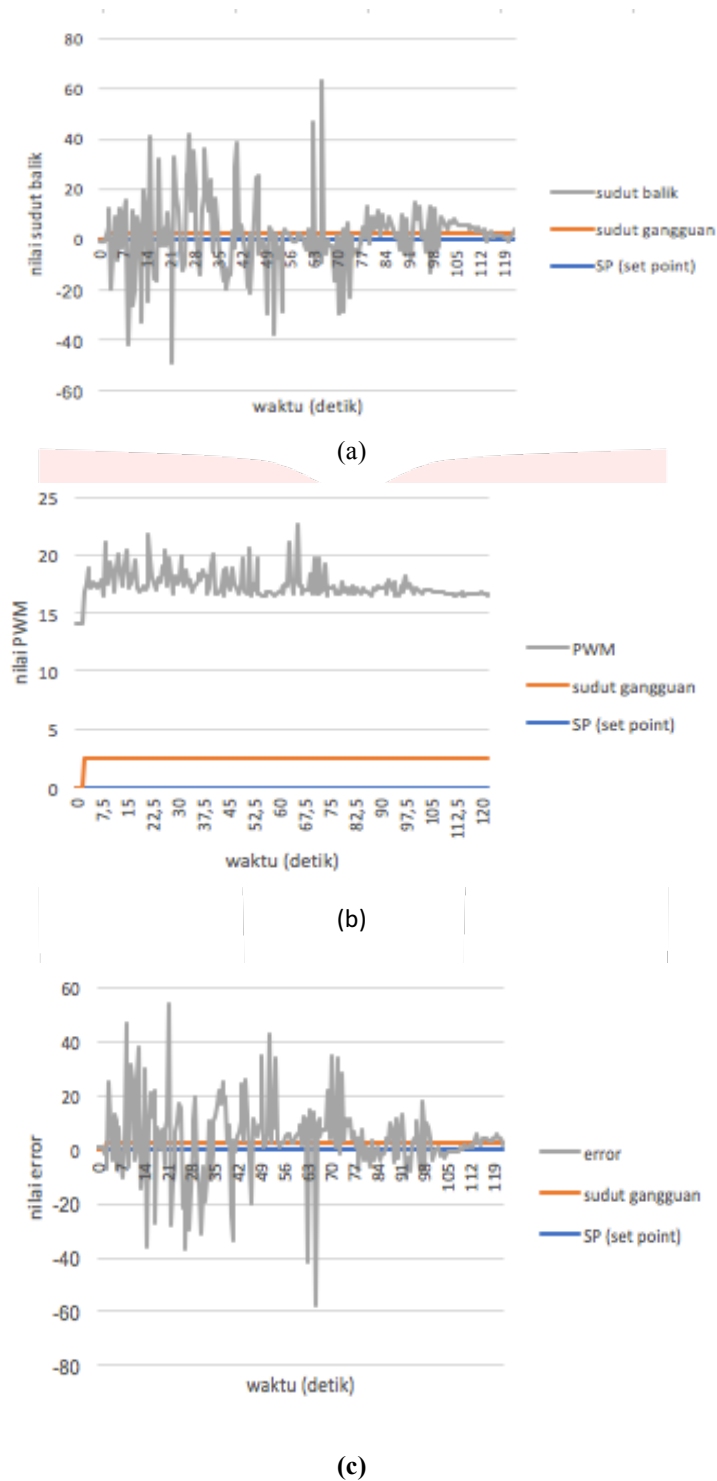 80
60
40
20
0
-20
-40
-60
nilai sudut balik
0 7 14 21 28 35 42 49 56 63 70 77 84 91 98 105 112 119
waktu (detik)
sudut balik
sudut gangguan
SP (set point)
(a)
25
20
15
10
5
0
nilai PWM
0 7,5 15 22,5 30 37,5 45 52,5 60 67,5 75 82,5 90 97,5 105 112,5 120
waktu (detik)
PWM
sudut gangguan
SP (set point)
(b)
60
40
20
0
-20
-40
-60
-80
nilai error
0 7 14 21 28 35 42 49 56 63 70 77 84 91 98 105 112 119
waktu (detik)
error
sudut gangguan
SP (set point)
(c)